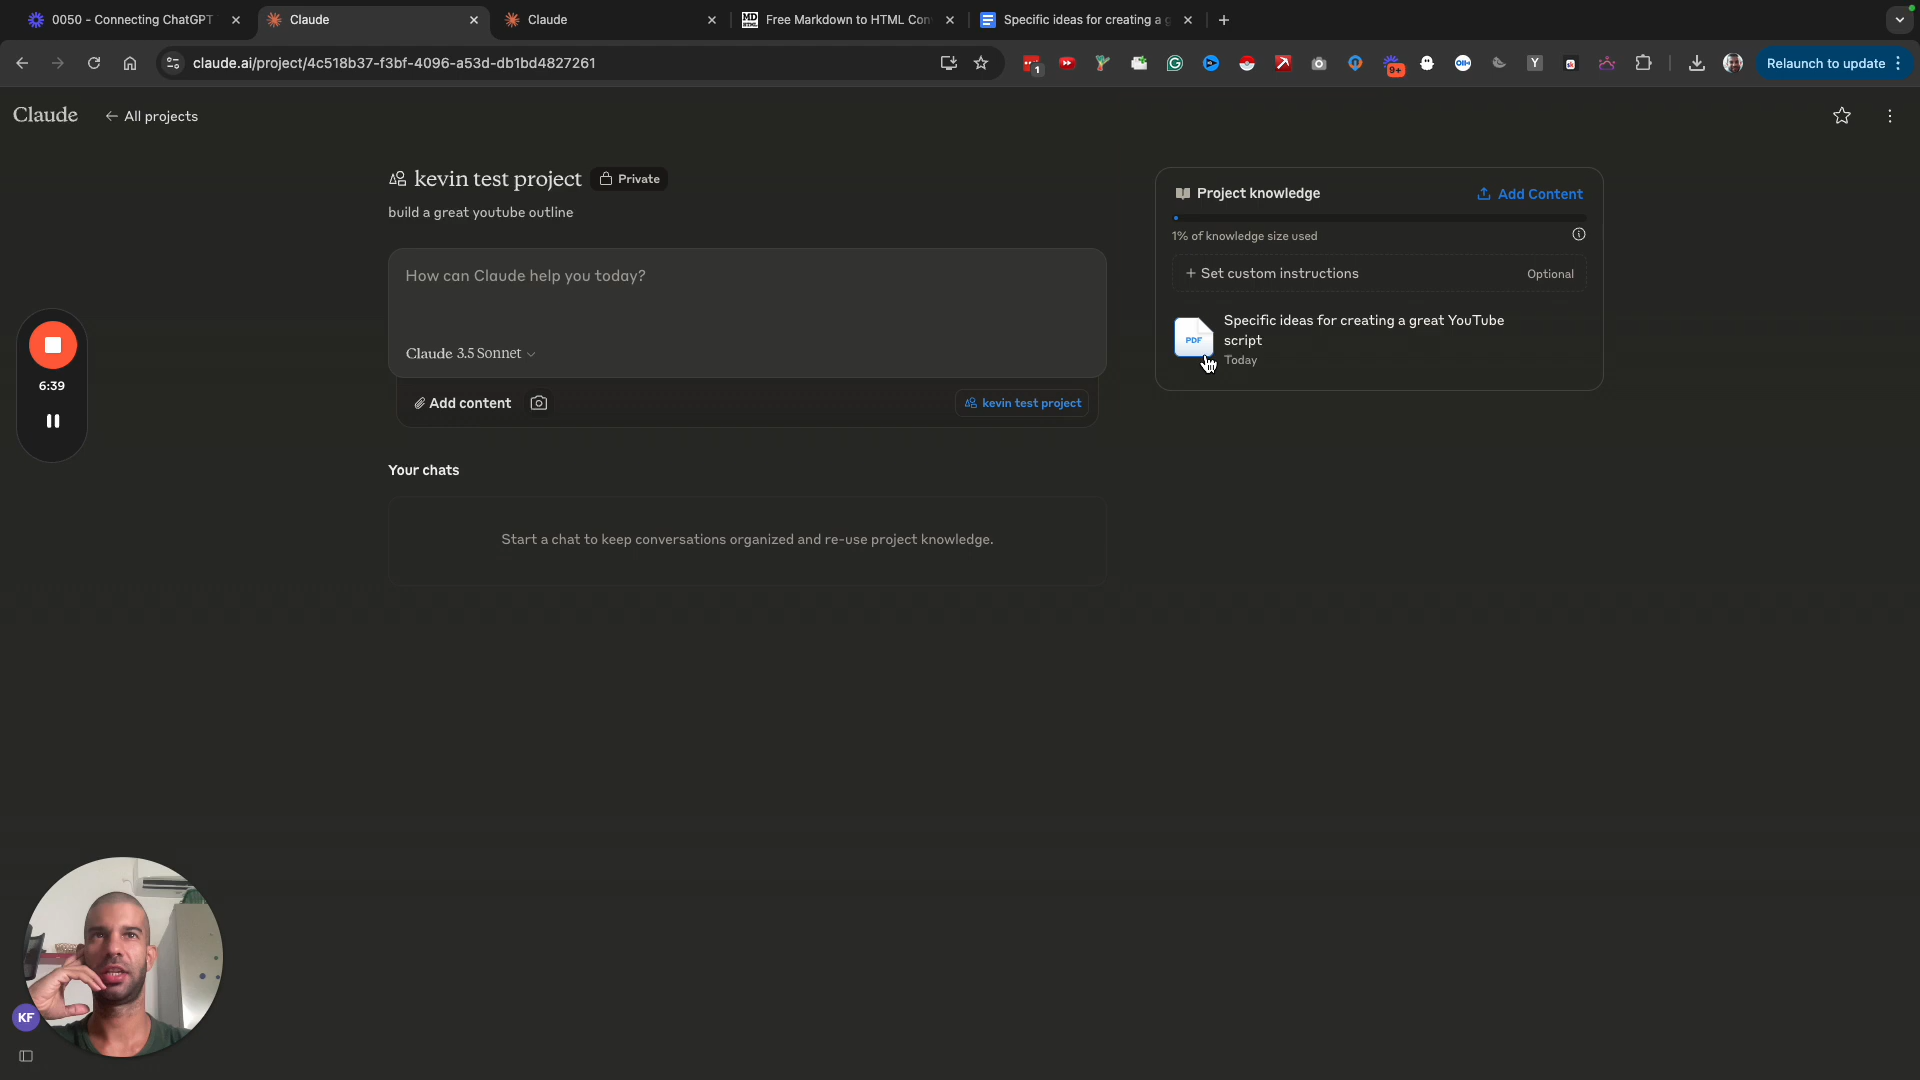 0050 - Connecting ChatGPT
Claude
Claude
Free Markdown to HTML Con
Specific ideas for creating a g
claude.ai/project/4c518b37-f3bf-4096-a53d-db1bd4827261
Relaunch to update
Claude
All projects
kevin test project
Private
build a great youtube outline
How can Claude help you today?
Claude 3.5 Sonnet
Add content
kevin test project
Your chats
Start a chat to keep conversations organized and re-use project knowledge.
Project knowledge
Add Content
1% of knowledge size used
+ Set custom instructions
Optional
PDF
Specific ideas for creating a great YouTube
script
Today
6:39
KF
1
9+
MD
Y